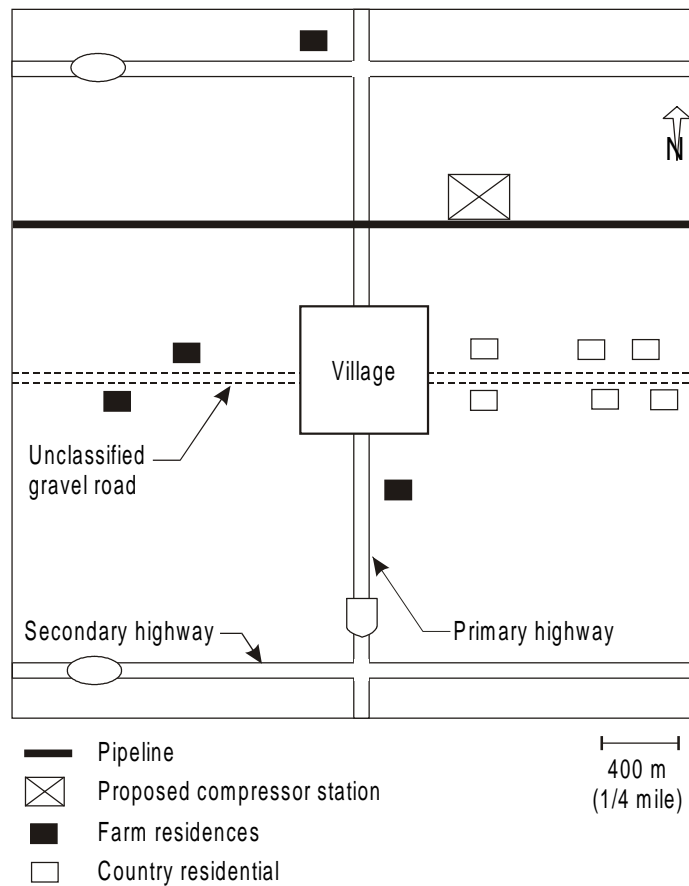 N
Village
Unclassified
gravel road
Secondary highway
Primary highway
Pipeline
Proposed compressor station
Farm residences
Country residential
400 m
(1/4 mile)